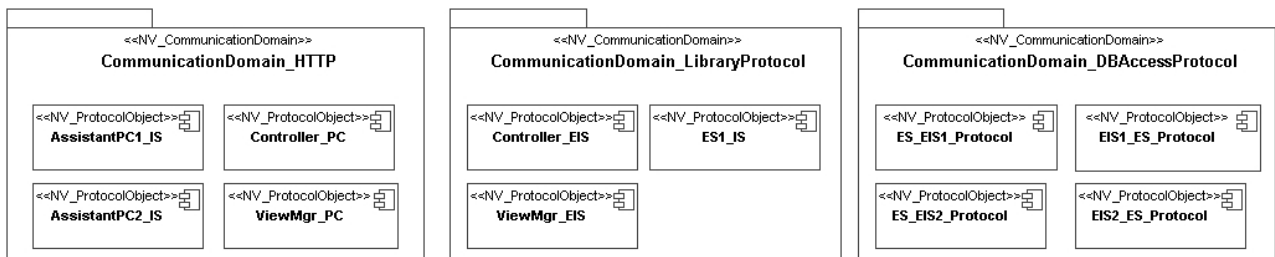 <<NV_CommunicationDomain>>
CommunicationDomain_HTTP
<<NV_ProtocolObject>>
AssistantPC1_IS
<<NV_ProtocolObject>>
Controller_PC
<<NV_ProtocolObject>>
AssistantPC2_IS
<<NV_ProtocolObject>>
ViewMgr_PC
<<NV_CommunicationDomain>>
CommunicationDomain_LibraryProtocol
<<NV_ProtocolObject>>
Controller_EIS
<<NV_ProtocolObject>>
ES1_IS
<<NV_ProtocolObject>>
ViewMgr_EIS
<<NV_CommunicationDomain>>
CommunicationDomain_DBAccessProtocol
<<NV_ProtocolObject>>
ES_EIS1_Protocol
<<NV_ProtocolObject>>
EIS1_ES_Protocol
<<NV_ProtocolObject>>
ES_EIS2_Protocol
<<NV_ProtocolObject>>
EIS2_ES_Protocol